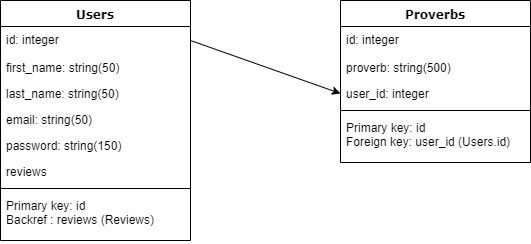 Users
id: integer
first_name: string(50)
last_name: string(50)
email: string(50)
password: string(150)
reviews
Primary key: id
Backref : reviews (Reviews)
Proverbs
id: integer
proverb: string(500)
user_id: integer
Primary key: id
Foreign key: user_id (Users.id)